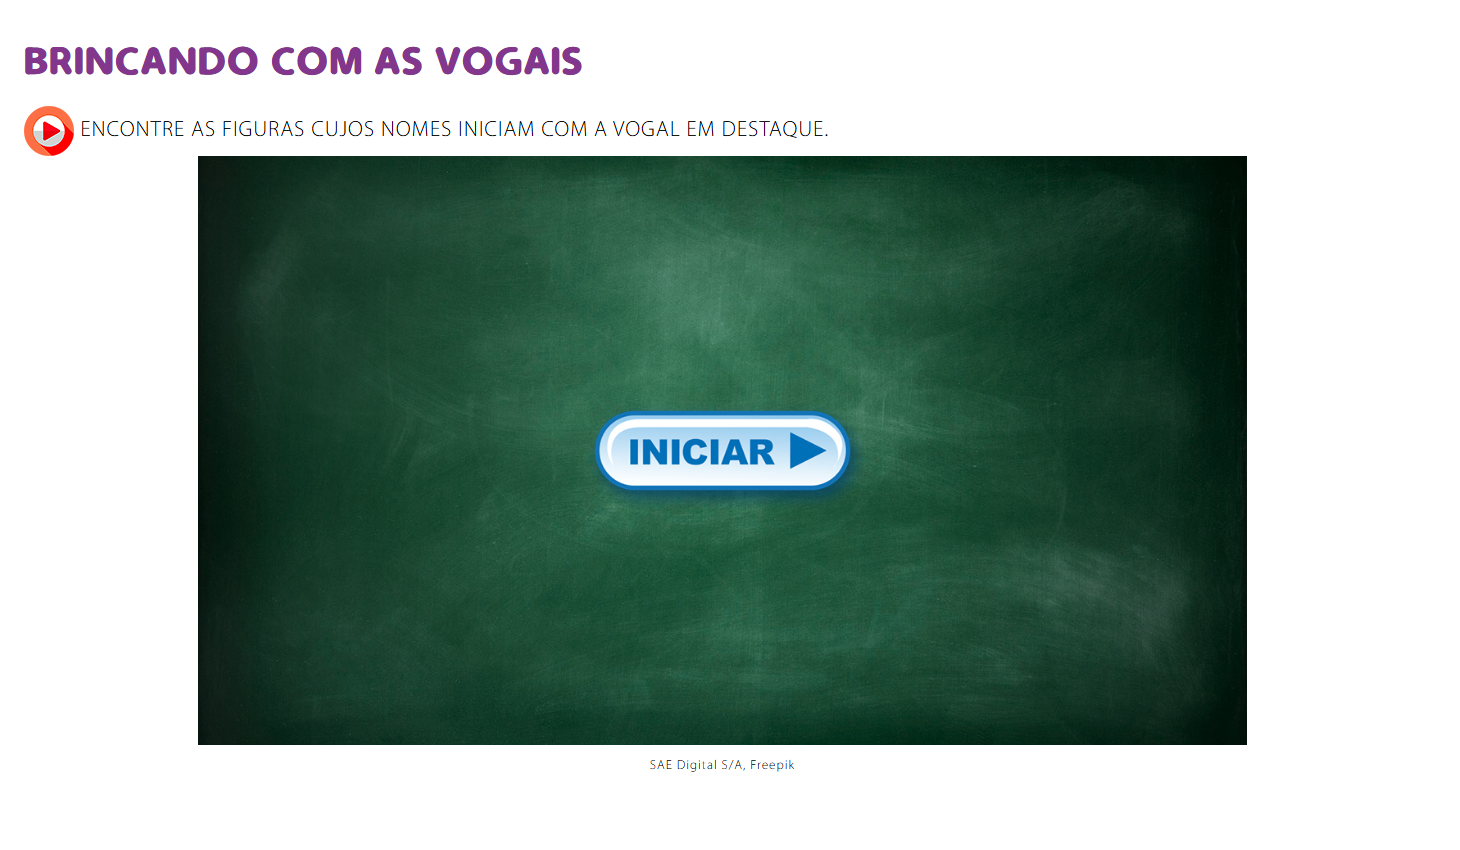 BRINCANDO COM AS VOGAIS
ENCONTRE AS FIGURAS CUJOS NOMES INICIAM COM A VOGAL EM DESTAQUE.
INICIAR
SAE Digital S/A, Freepik